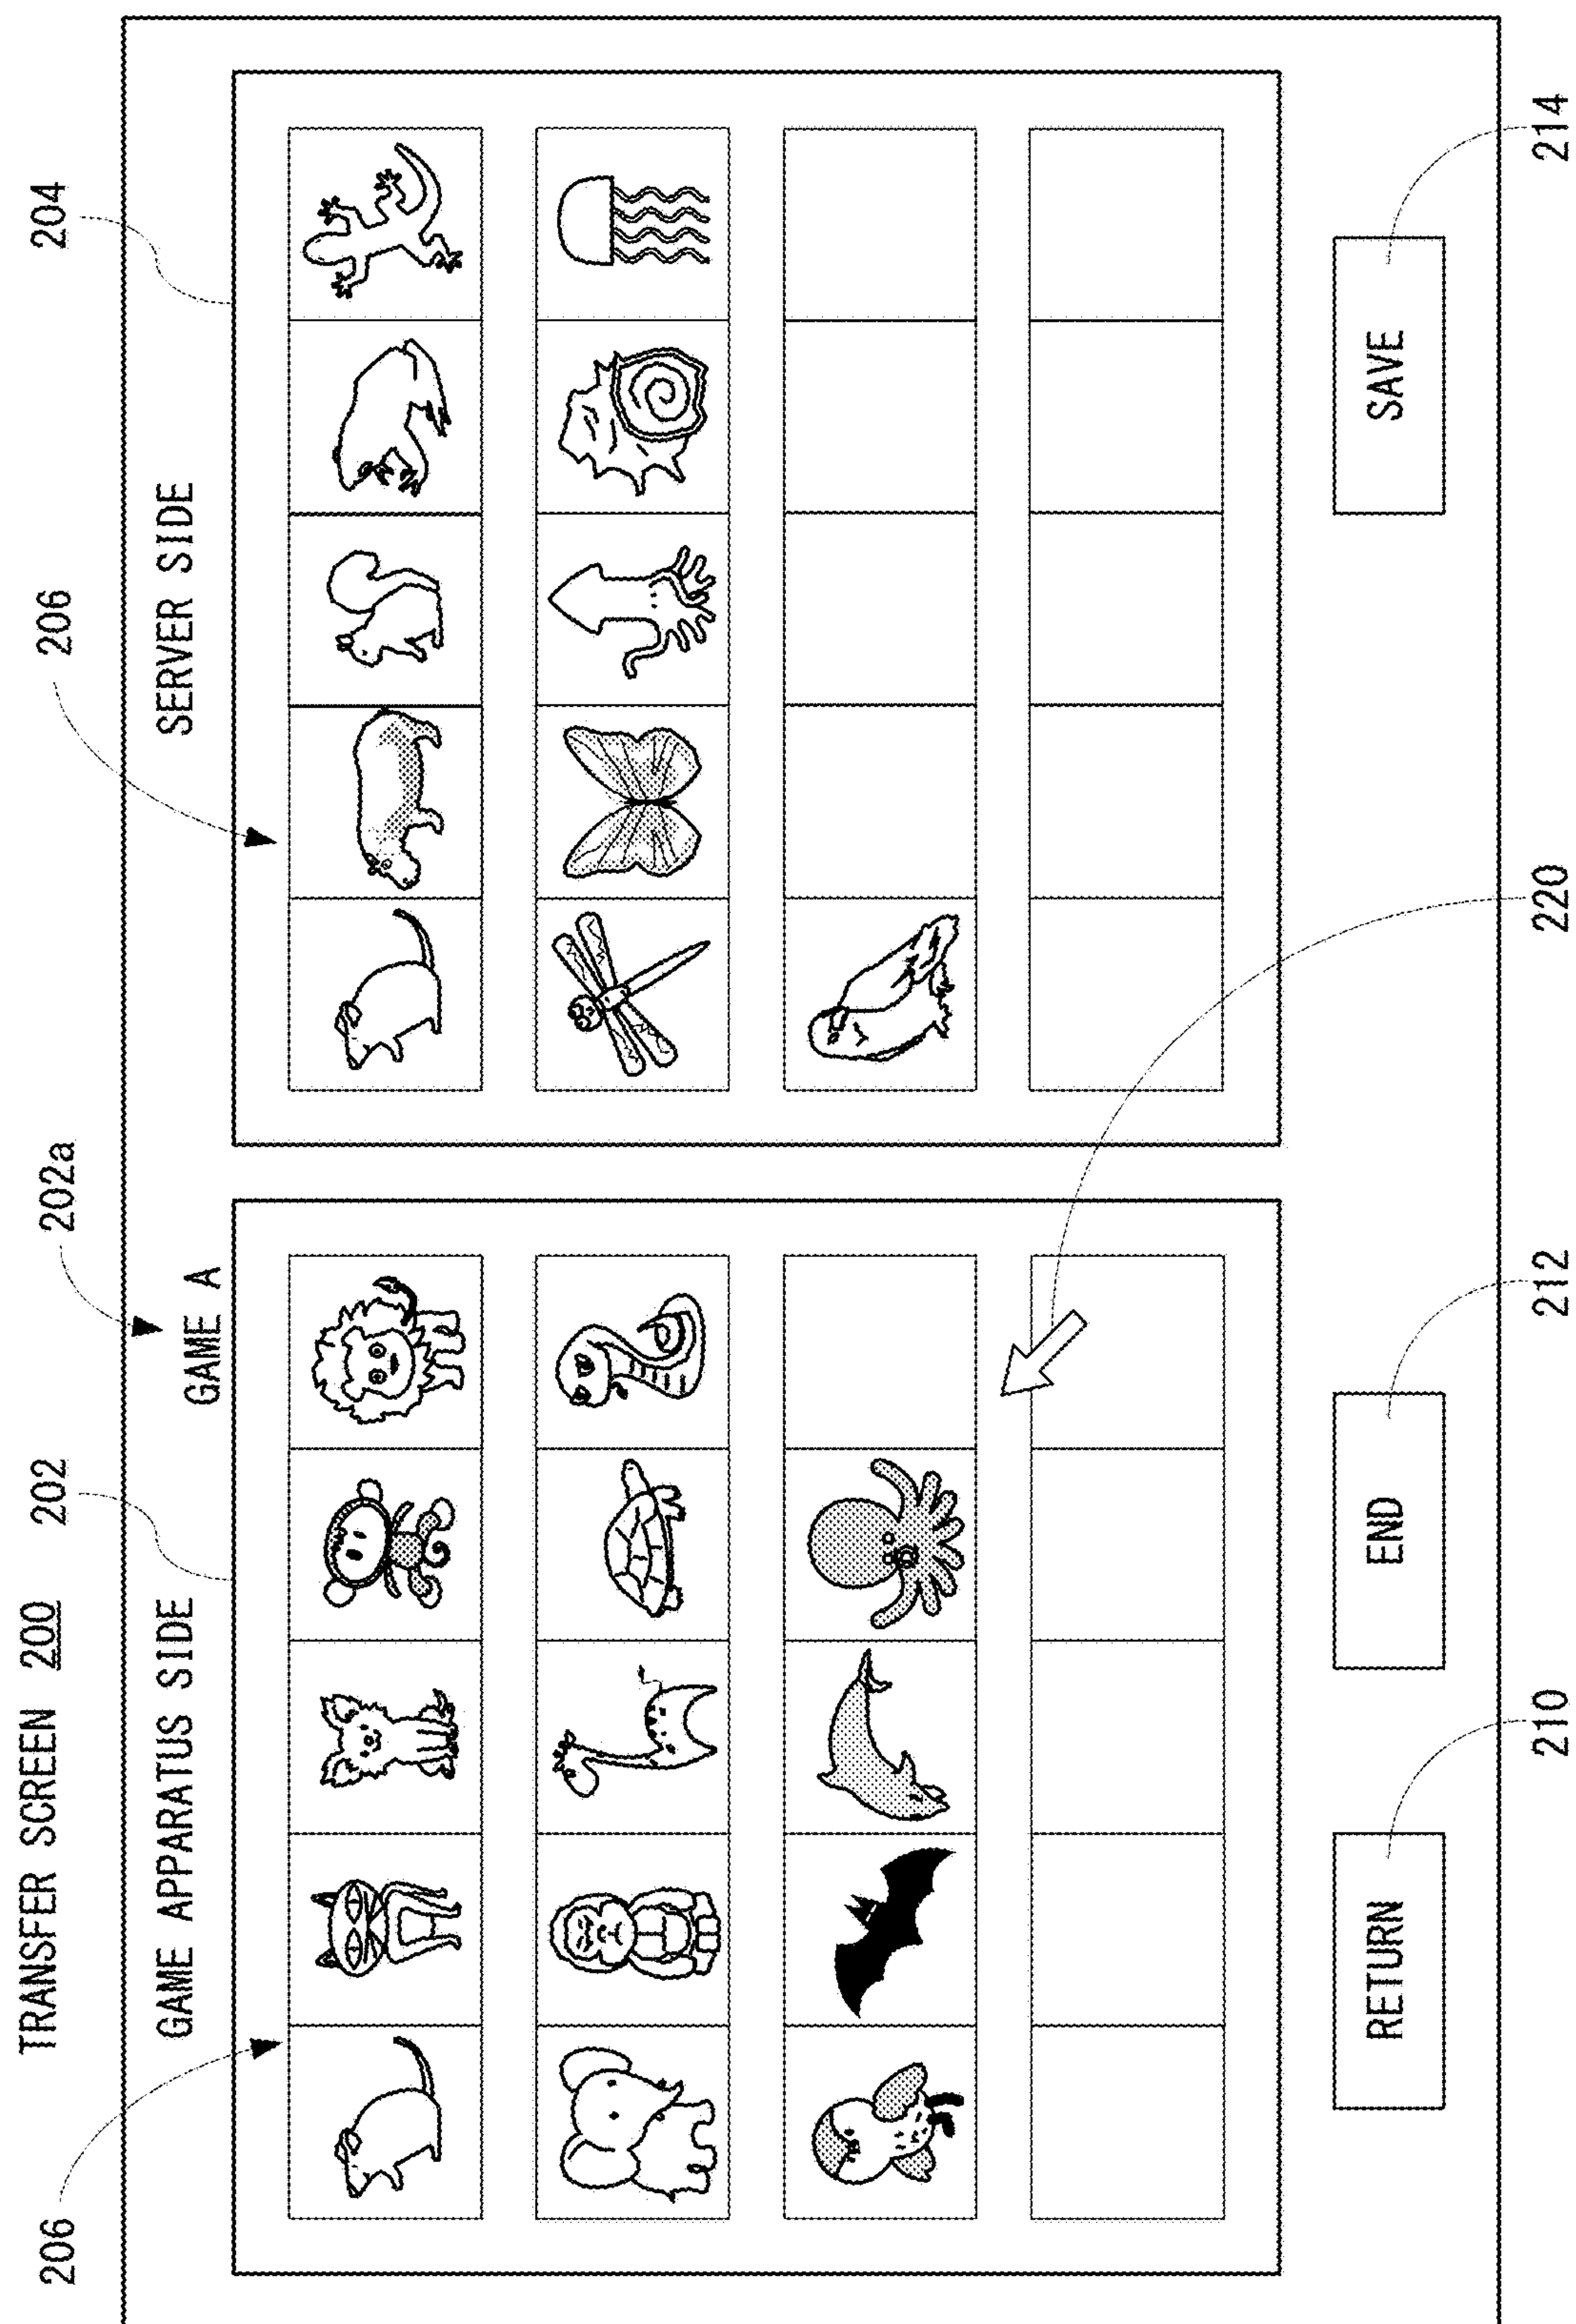 TRANSFER SCREEN 200
206
202
202a
206
204
GAME APPARATUS SIDE
GAME A
SERVER SIDE
RETURN
END
SAVE
210
212
220
214